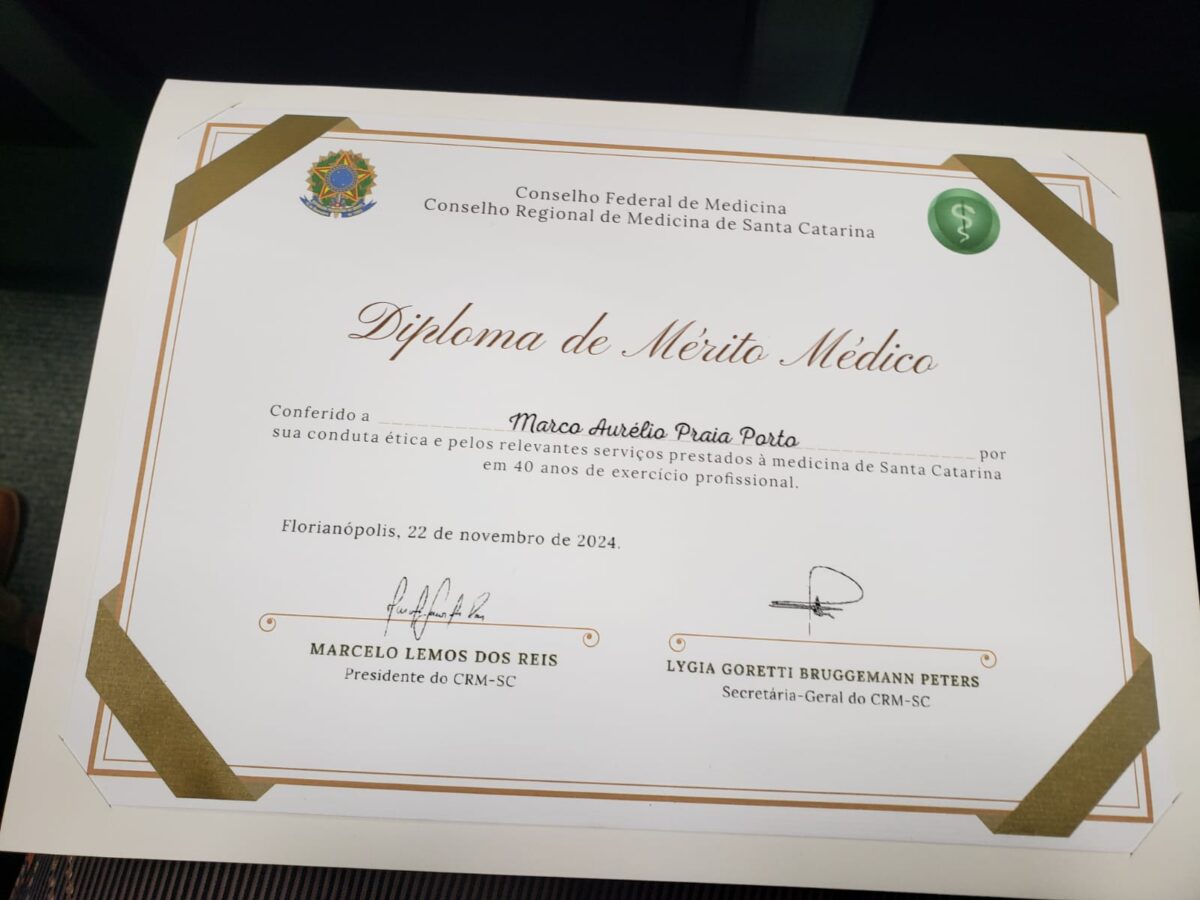 Conselho Federal de Medicina
Conselho Regional de Medicina de Santa Catarina
Diploma de Mérito Médico
Conferido a Marco Aurélio Praia Porto por
sua conduta ética e pelos relevantes serviços prestados à medicina de Santa Catarina
em 40 anos de exercício profissional.
Florianópolis, 22 de novembro de 2024.
MARCELO LEMOS DOS REIS
Presidente do CRM-SC
LYGIA GORETTI BRUGGEMANN PETERS
Secretária-Geral do CRM-SC